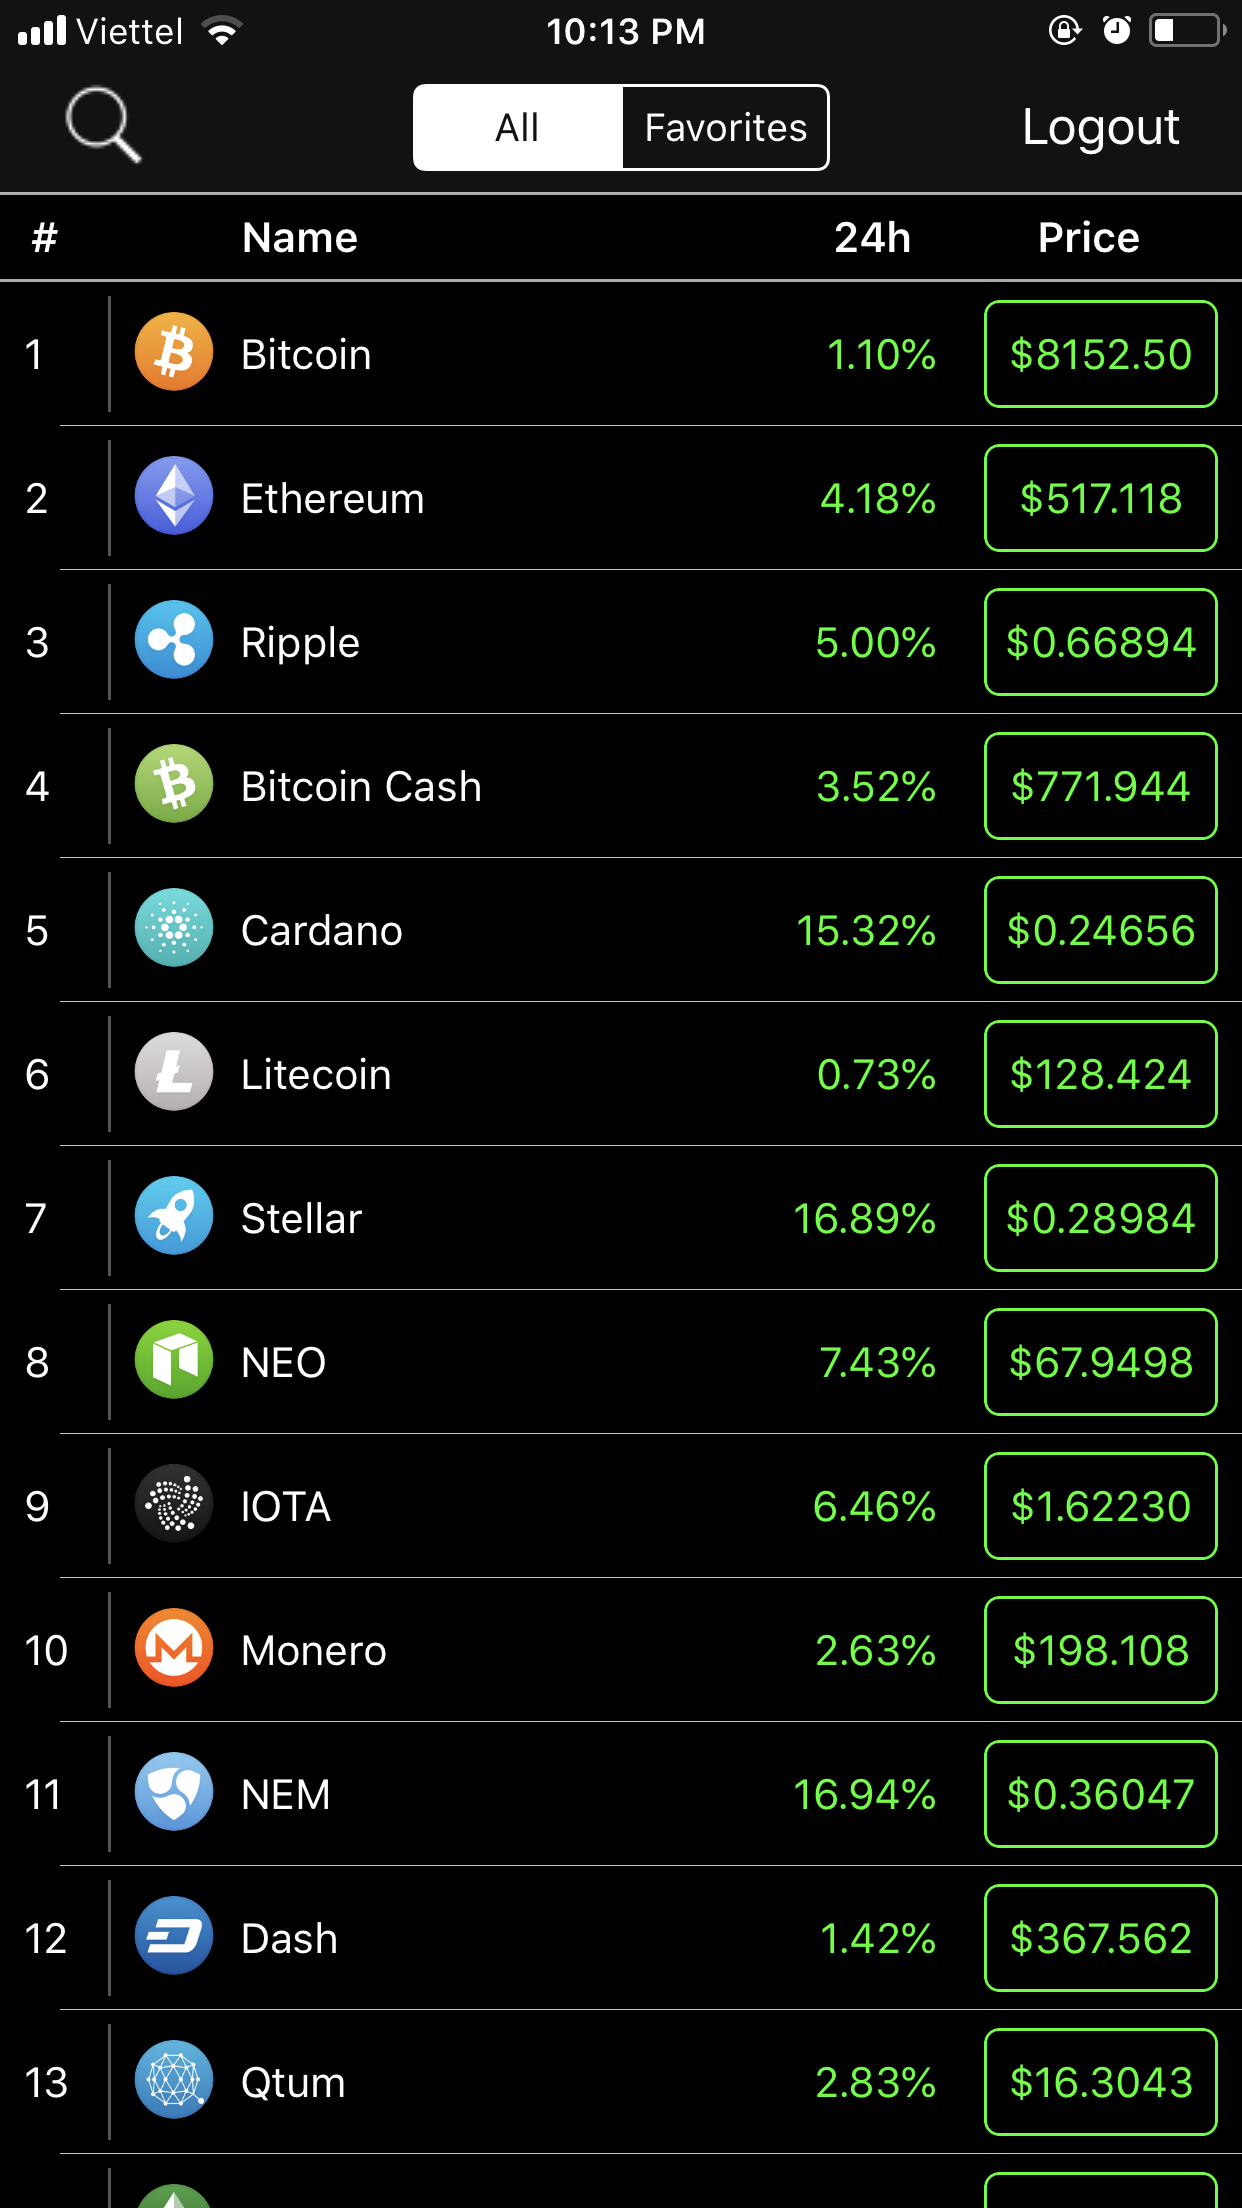 Viettel 10:13 PM
All Favorites Logout
# Name 24h Price
1 Bitcoin 1.10% $8152.50
2 Ethereum 4.18% $517.118
3 Ripple 5.00% $0.66894
4 Bitcoin Cash 3.52% $771.944
5 Cardano 15.32% $0.24656
6 Litecoin 0.73% $128.424
7 Stellar 16.89% $0.28984
8 NEO 7.43% $67.9498
9 IOTA 6.46% $1.62230
10 Monero 2.63% $198.108
11 NEM 16.94% $0.36047
12 Dash 1.42% $367.562
13 Qtum 2.83% $16.3043